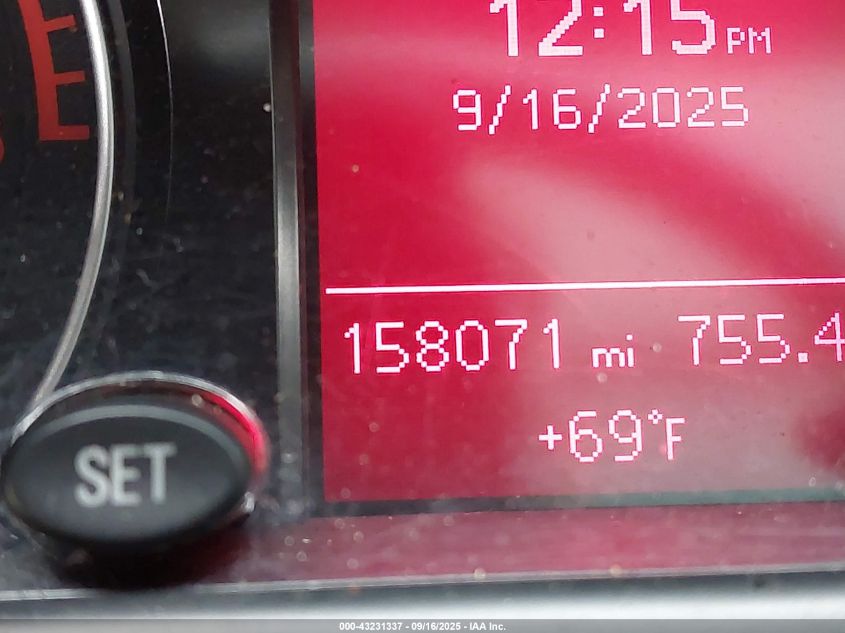 12:15 PM
9/16/2025
158071 mi 755.4
+69°F
E
SET
000-43231337 - 09/16/2025 - IAA Inc.